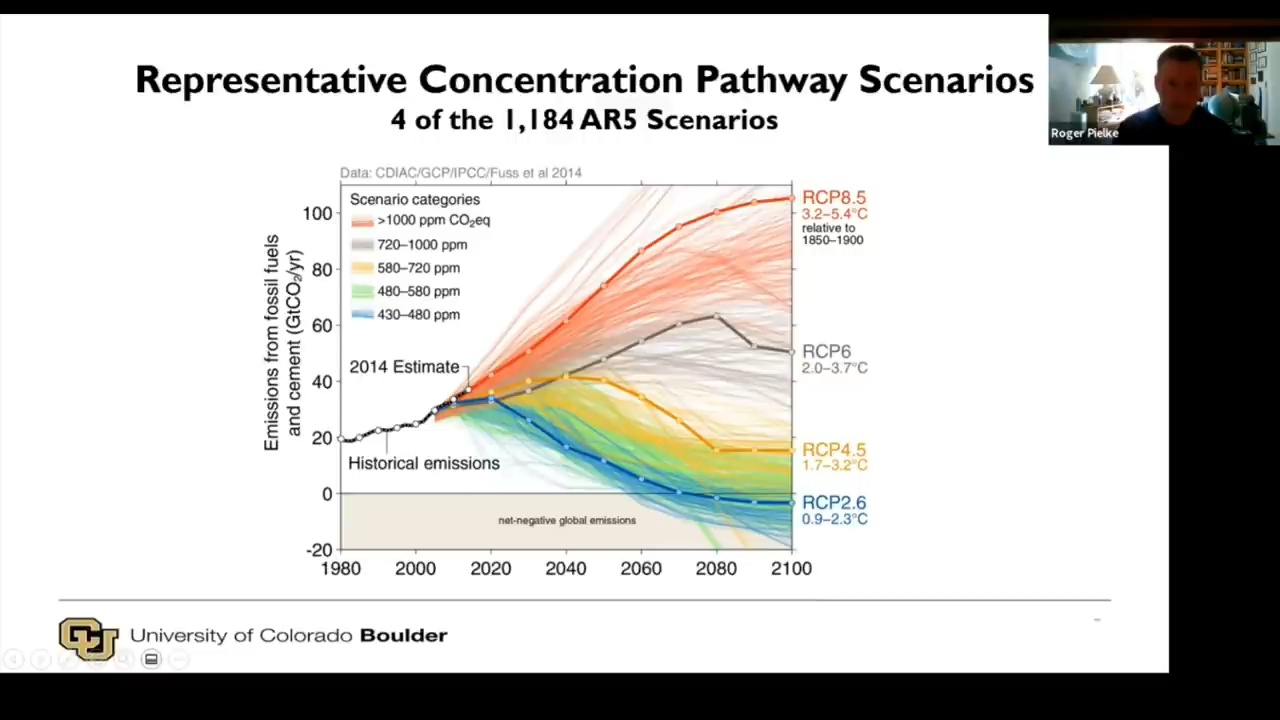 Representative Concentration Pathway Scenarios
4 of the 1,184 AR5 Scenarios
Roger Pielke
Data: CDIAC/GCP/IPCC/Fuss et al 2014
Scenario categories
>1000 ppm CO₂eq
720–1000 ppm
580–720 ppm
480–580 ppm
430–480 ppm
Emissions from fossil fuels
and cement (GtCO₂/yr)
100
80
60
40
20
0
-20
2014 Estimate
Historical emissions
net-negative global emissions
RCP8.5
3.2–5.4°C
relative to
1850–1900
RCP6
2.0–3.7°C
RCP4.5
1.7–3.2°C
RCP2.6
0.9–2.3°C
1980 2000 2020 2040 2060 2080 2100
CU
University of Colorado Boulder